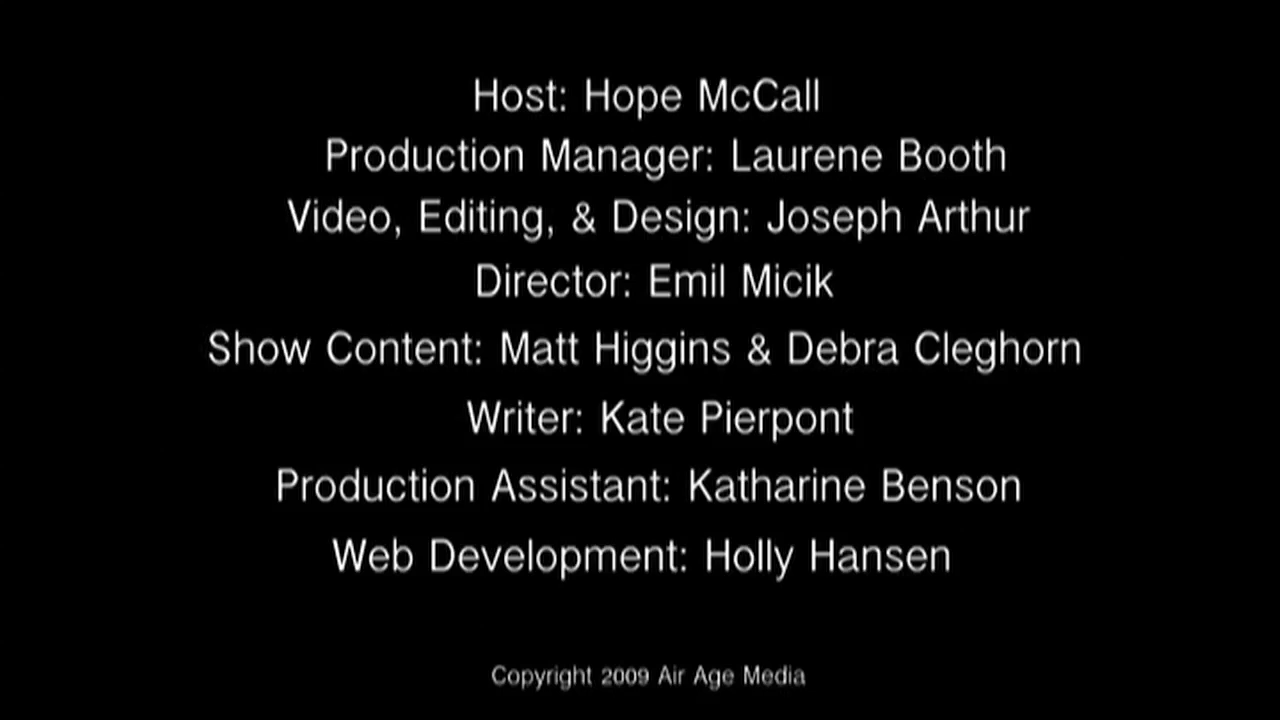 Host: Hope McCall
Production Manager: Laurene Booth
Video, Editing, & Design: Joseph Arthur
Director: Emil Micik
Show Content: Matt Higgins & Debra Cleghorn
Writer: Kate Pierpont
Production Assistant: Katharine Benson
Web Development: Holly Hansen
Copyright 2009 Air Age Media